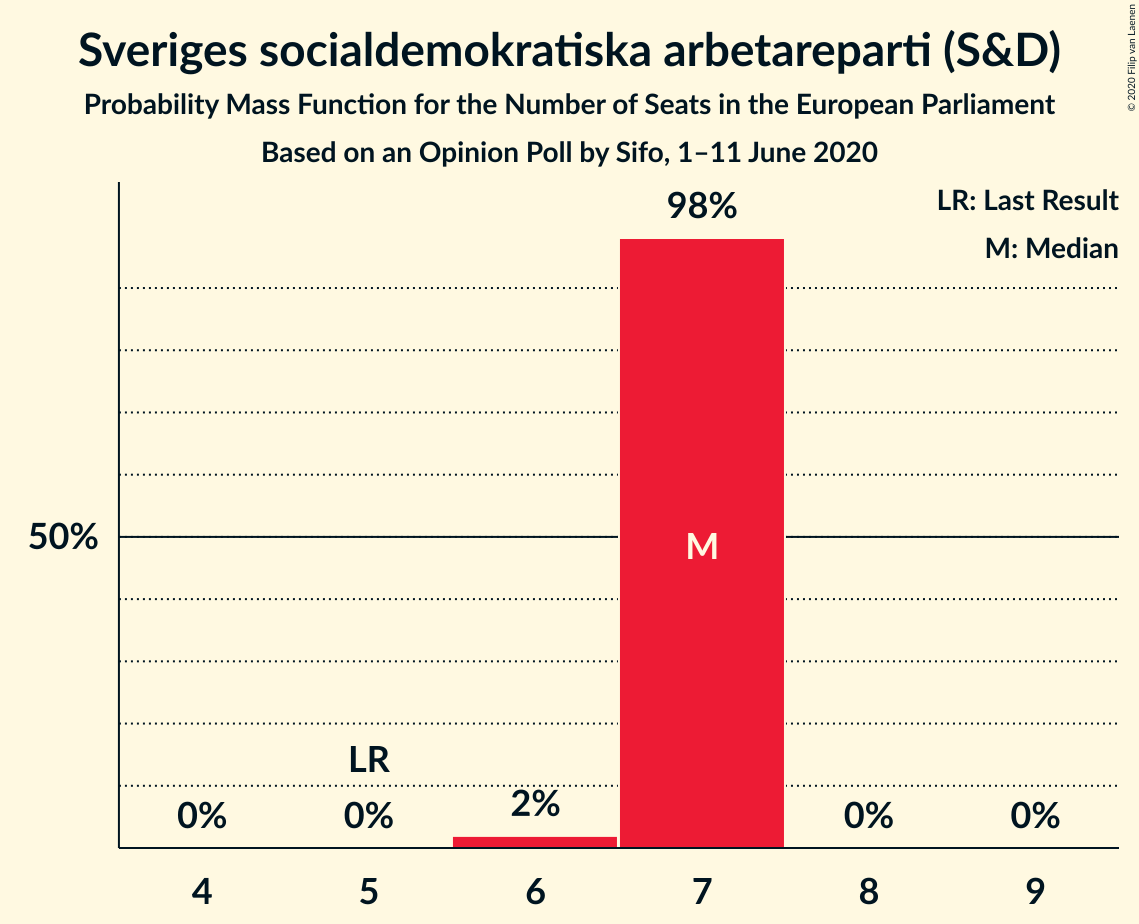 Sveriges socialdemokratiska arbetareparti (S&D)
Probability Mass Function for the Number of Seats in the European Parliament
Based on an Opinion Poll by Sifo, 1–11 June 2020
© 2020 Filip van Laenen
LR: Last Result
M: Median
98%
50%
M
LR
0%
0%
2%
0%
0%
4
5
6
7
8
9